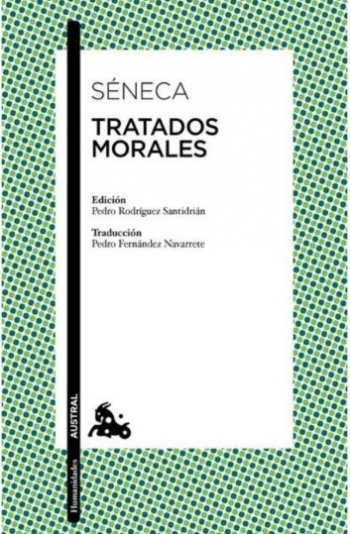 SÉNECA
TRATADOS
MORALES
Edición
Pedro Rodríguez Santidrián
Traducción
Pedro Fernández Navarrete
AUSTRAL
Humanidades